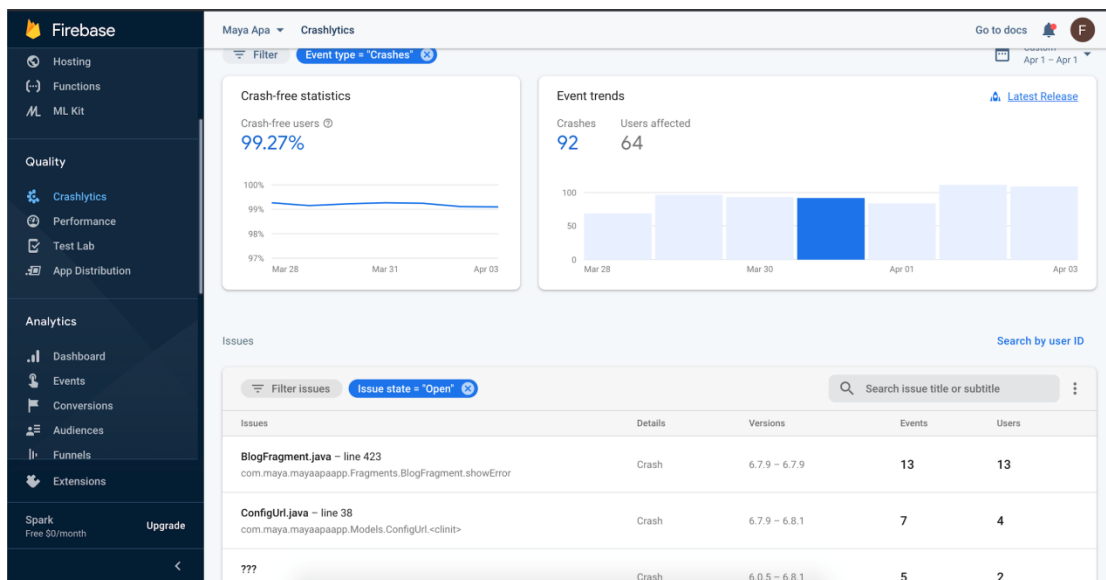 Firebase
Hosting
Functions
ML Kit
Quality
Crashlytics
Performance
Test Lab
App Distribution
Analytics
Dashboard
Events
Conversions
Audiences
Funnels
Extensions
Spark
Free $0/month
Upgrade
Maya Apa Crashlytics
Go to docs
F
Filter
Event type = "Crashes"
Custom
Apr 1 – Apr 1
Crash-free statistics
Crash-free users
99.27%
100%
99%
98%
97%
Mar 28 Mar 31 Apr 03
Event trends
Latest Release
Crashes Users affected
92 64
100
50
0
Mar 28 Mar 30 Apr 01 Apr 03
Issues
Search by user ID
Filter issues
Issue state = "Open"
Search issue title or subtitle
Issues Details Versions Events Users
BlogFragment.java – line 423
com.maya.mayaapaapp.Fragments.BlogFragment.showError
Crash 6.7.9 – 6.7.9 13 13
ConfigUrl.java – line 38
com.maya.mayaapaapp.Models.ConfigUrl.<clinit>
Crash 6.7.9 – 6.8.1 7 4
???
Crash 6.0.5 – 6.8.1 5 2